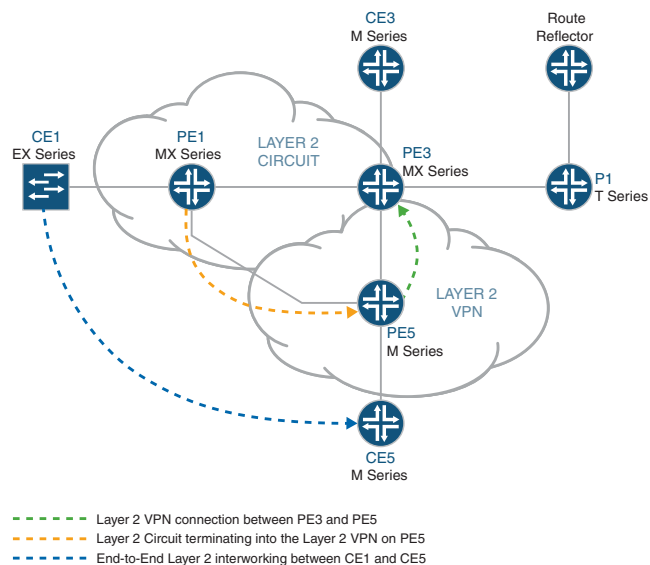 CE3
M Series
Route
Reflector
CE1
EX Series
PE1
MX Series
LAYER 2
CIRCUIT
PE3
MX Series
P1
T Series
LAYER 2
VPN
PE5
M Series
CE5
M Series
Layer 2 VPN connection between PE3 and PE5
Layer 2 Circuit terminating into the Layer 2 VPN on PE5
End-to-End Layer 2 interworking between CE1 and CE5